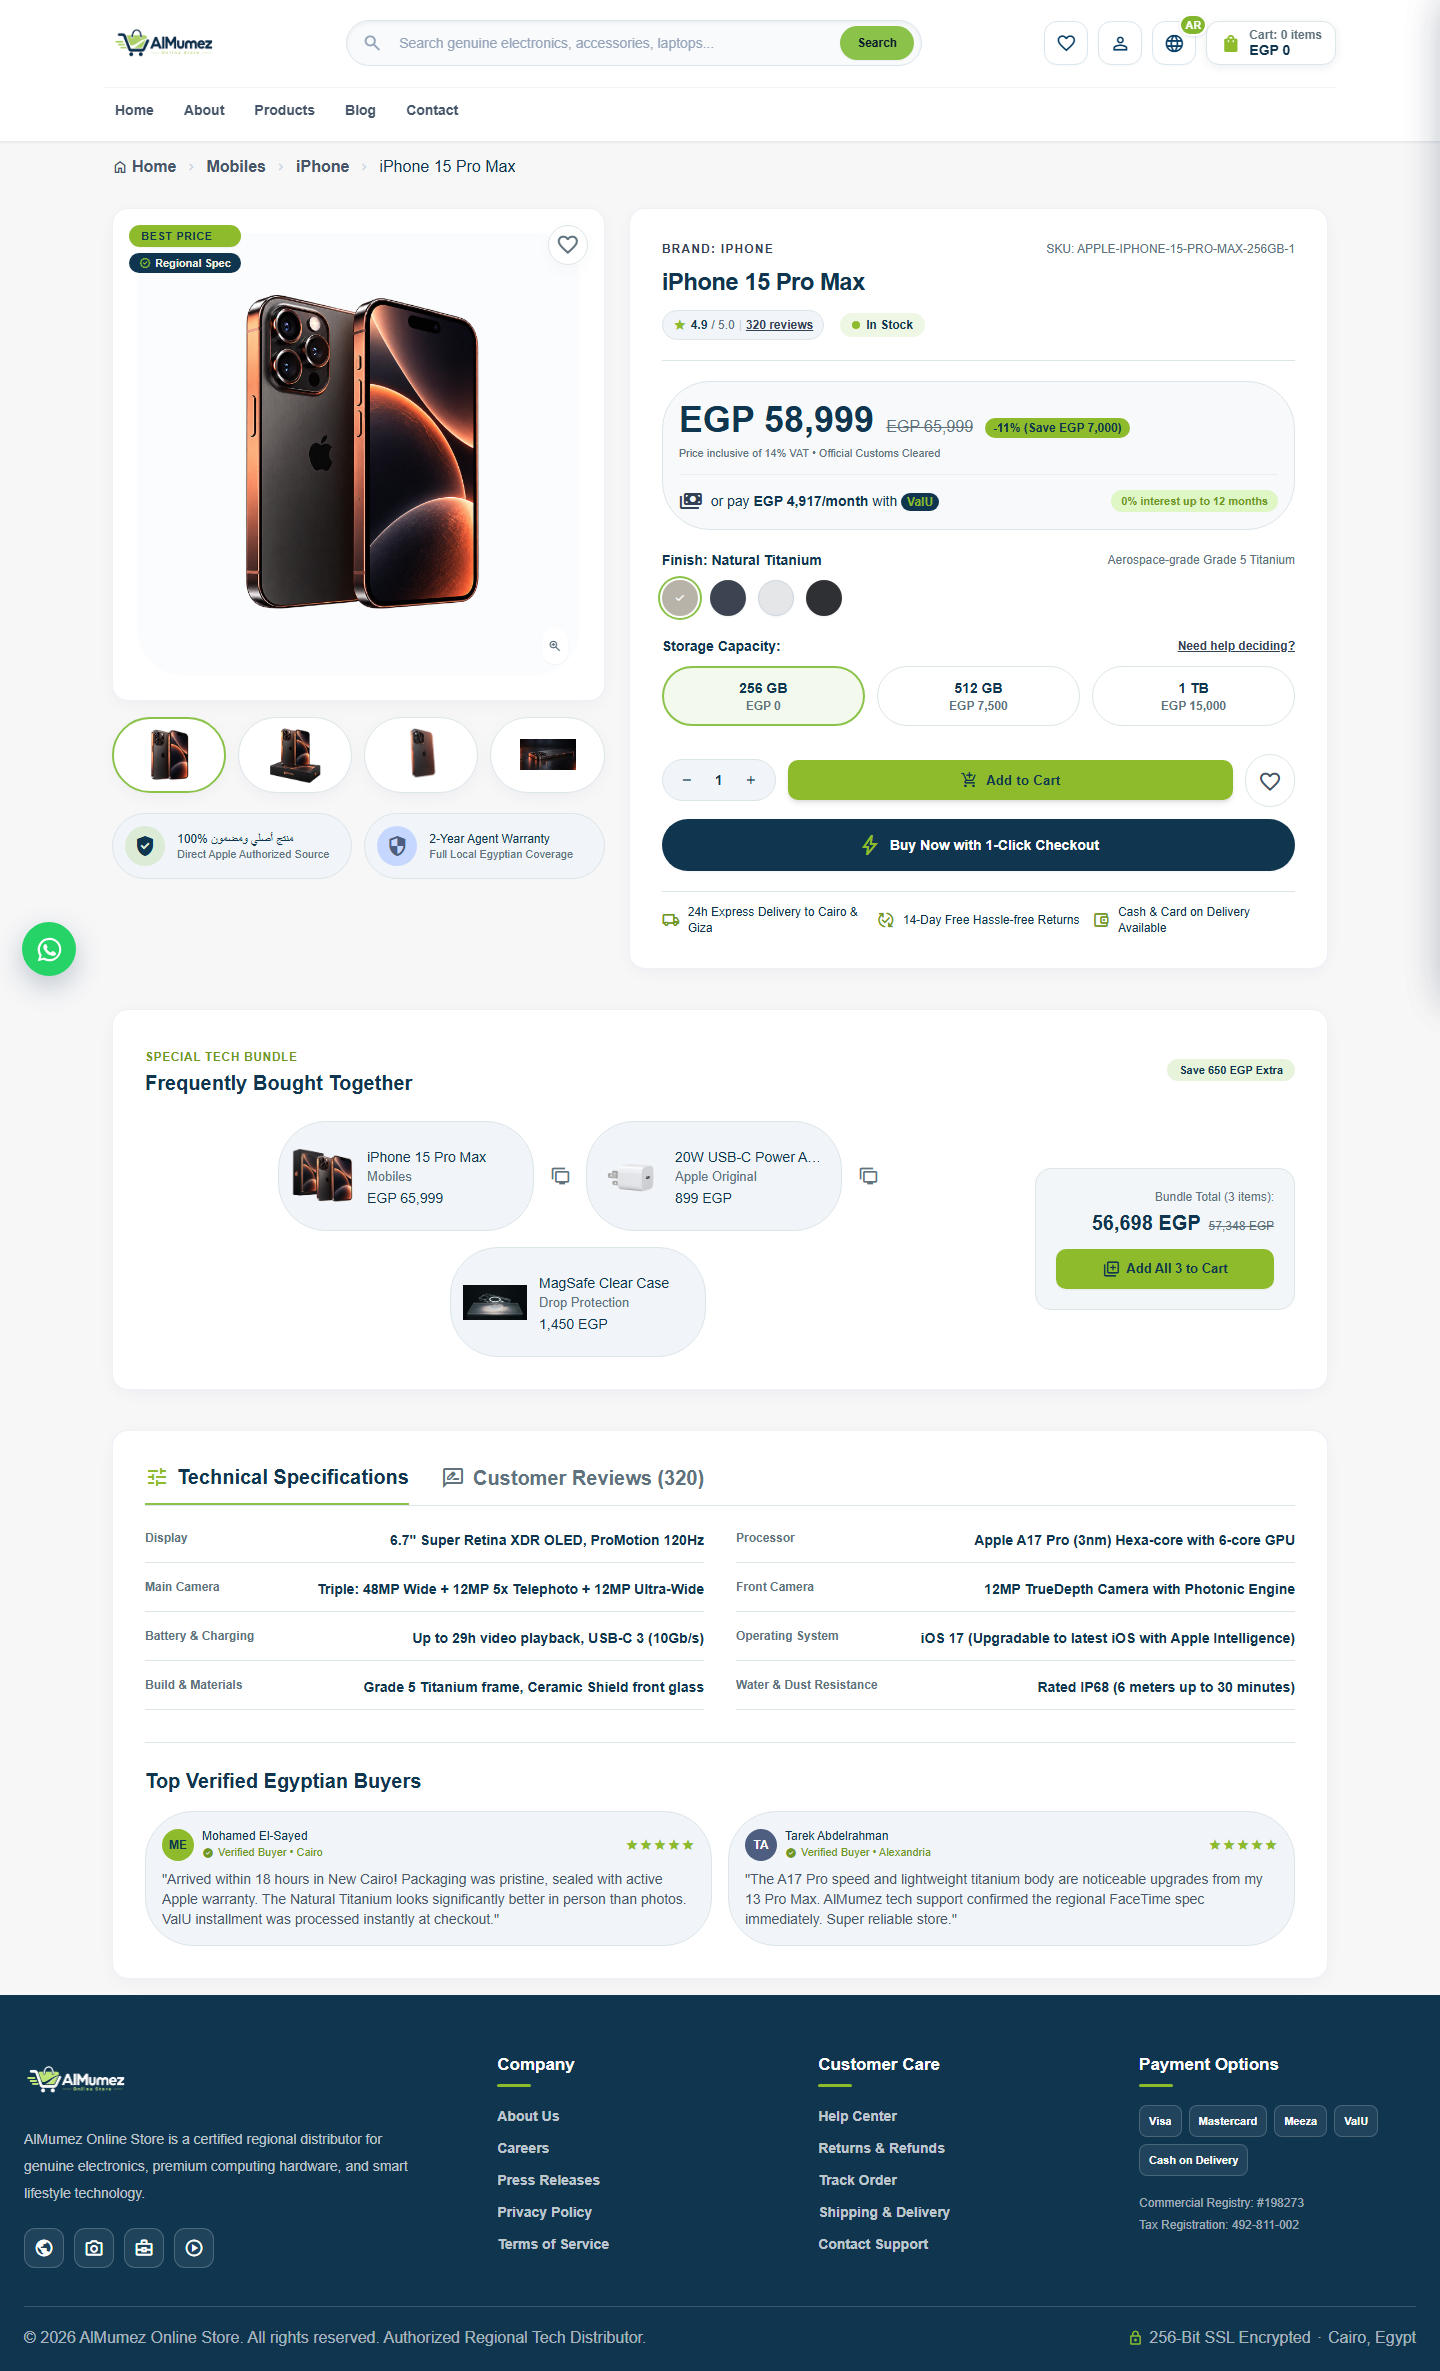 AlMumez
Search genuine electronics, accessories, laptops...
Search
AR
Cart: 0 items
EGP 0
Home
About
Products
Blog
Contact
Home
Mobiles
iPhone
iPhone 15 Pro Max
BEST PRICE
Regional Spec
100% منتج أصلي ومضمون
Direct Apple Authorized Source
2-Year Agent Warranty
Full Local Egyptian Coverage
BRAND: IPHONE
SKU: APPLE-IPHONE-15-PRO-MAX-256GB-1
iPhone 15 Pro Max
4.9 / 5.0 | 320 reviews
In Stock
EGP 58,999 EGP 65,999 -11% (Save EGP 7,000)
Price inclusive of 14% VAT • Official Customs Cleared
or pay EGP 4,917/month with ValU
0% interest up to 12 months
Finish: Natural Titanium
Aerospace-grade Grade 5 Titanium
Storage Capacity:
Need help deciding?
256 GB
EGP 0
512 GB
EGP 7,500
1 TB
EGP 15,000
− 1 +
Add to Cart
Buy Now with 1-Click Checkout
24h Express Delivery to Cairo &
Giza
14-Day Free Hassle-free Returns
Cash & Card on Delivery
Available
SPECIAL TECH BUNDLE
Frequently Bought Together
Save 650 EGP Extra
iPhone 15 Pro Max
Mobiles
EGP 65,999
20W USB-C Power A...
Apple Original
899 EGP
MagSafe Clear Case
Drop Protection
1,450 EGP
Bundle Total (3 items):
56,698 EGP 57,348 EGP
Add All 3 to Cart
Technical Specifications
Customer Reviews (320)
Display
6.7" Super Retina XDR OLED, ProMotion 120Hz
Processor
Apple A17 Pro (3nm) Hexa-core with 6-core GPU
Main Camera
Triple: 48MP Wide + 12MP 5x Telephoto + 12MP Ultra-Wide
Front Camera
12MP TrueDepth Camera with Photonic Engine
Battery & Charging
Up to 29h video playback, USB-C 3 (10Gb/s)
Operating System
iOS 17 (Upgradable to latest iOS with Apple Intelligence)
Build & Materials
Grade 5 Titanium frame, Ceramic Shield front glass
Water & Dust Resistance
Rated IP68 (6 meters up to 30 minutes)
Top Verified Egyptian Buyers
ME
Mohamed El-Sayed
Verified Buyer • Cairo
"Arrived within 18 hours in New Cairo! Packaging was pristine, sealed with active
Apple warranty. The Natural Titanium looks significantly better in person than photos.
ValU installment was processed instantly at checkout."
TA
Tarek Abdelrahman
Verified Buyer • Alexandria
"The A17 Pro speed and lightweight titanium body are noticeable upgrades from my
13 Pro Max. AlMumez tech support confirmed the regional FaceTime spec
immediately. Super reliable store."
AlMumez
Online Store
AlMumez Online Store is a certified regional distributor for
genuine electronics, premium computing hardware, and smart
lifestyle technology.
Company
About Us
Careers
Press Releases
Privacy Policy
Terms of Service
Customer Care
Help Center
Returns & Refunds
Track Order
Shipping & Delivery
Contact Support
Payment Options
Visa
Mastercard
Meeza
ValU
Cash on Delivery
Commercial Registry: #198273
Tax Registration: 492-811-002
© 2026 AlMumez Online Store. All rights reserved. Authorized Regional Tech Distributor.
256-Bit SSL Encrypted · Cairo, Egypt